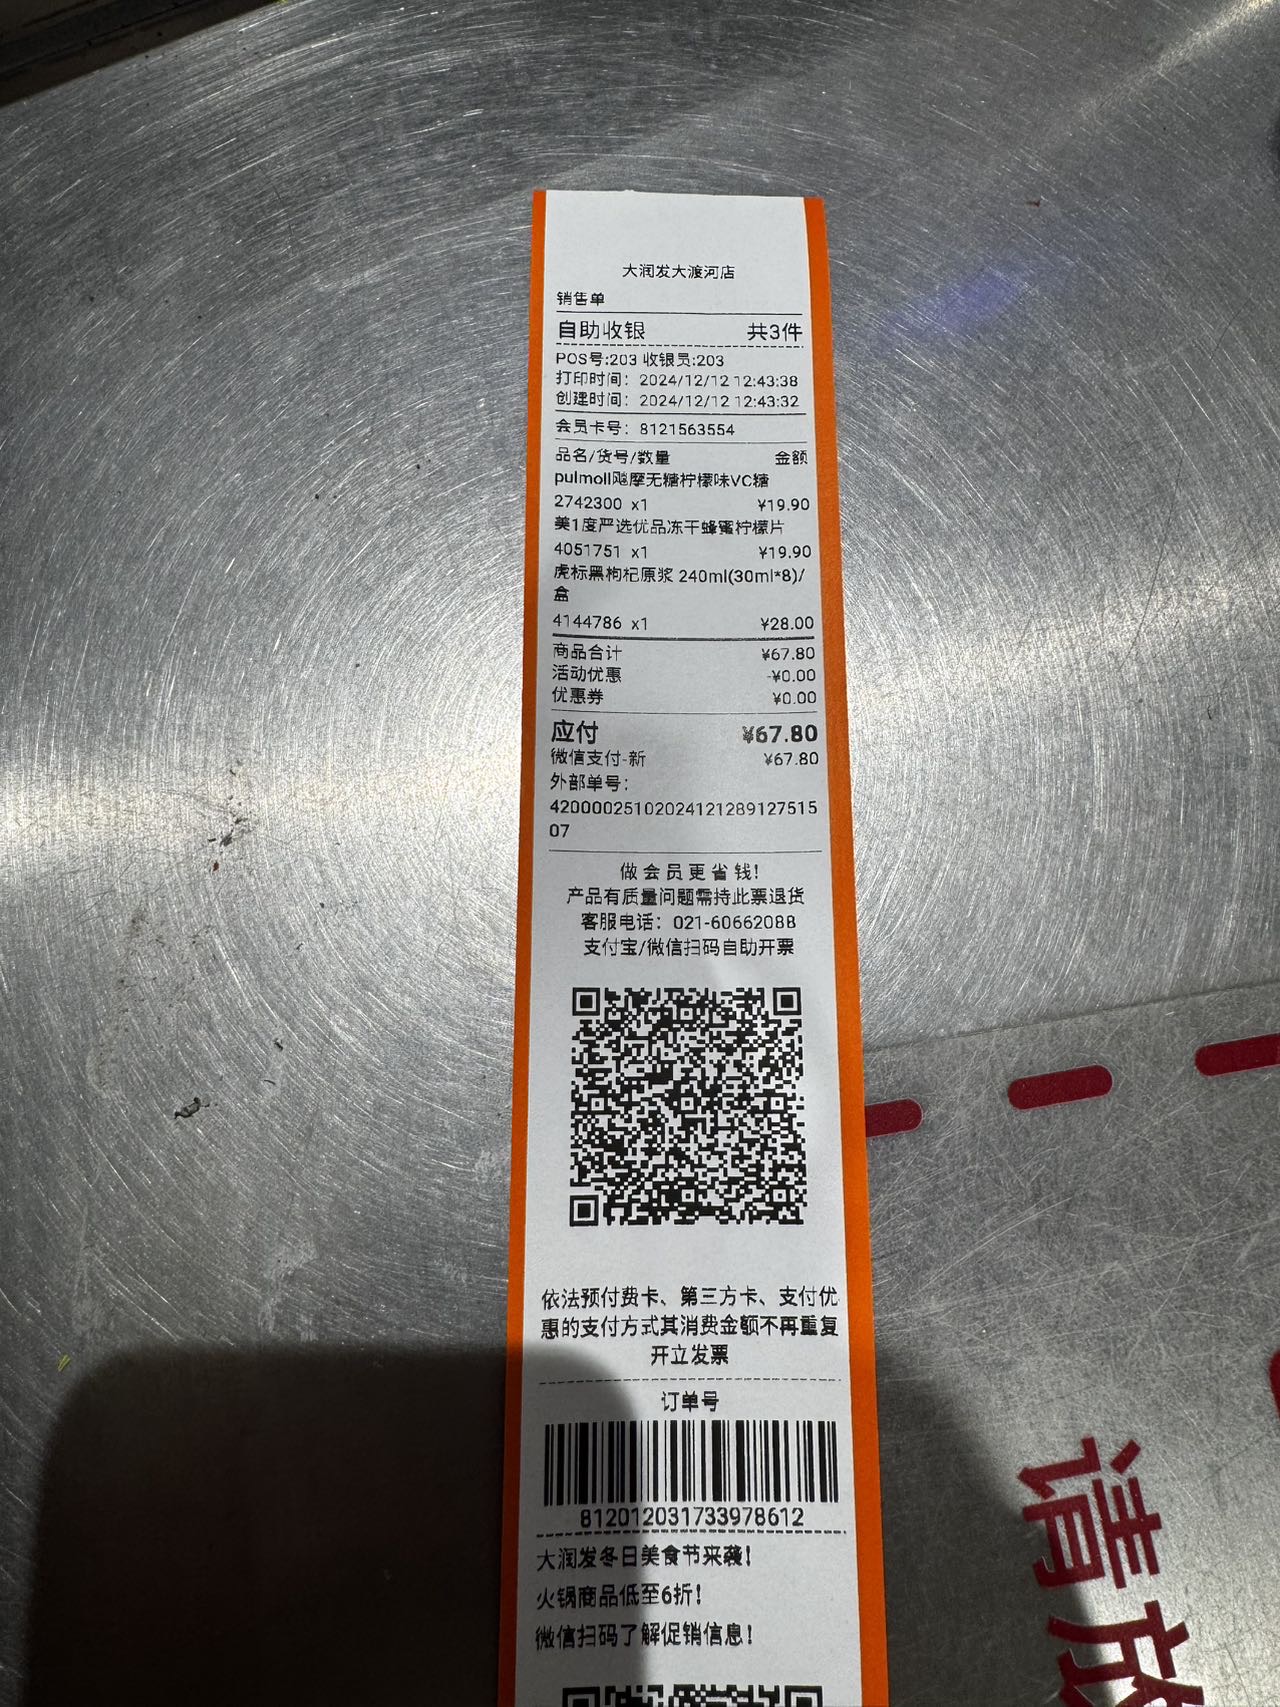 大润发大渡河店
销售单
自助收银 共3件
POS号:203 收银员:203
打印时间: 2024/12/12 12:43:38
创建时间: 2024/12/12 12:43:32
会员卡号: 8121563554
品名/货号/数量 金额
pulmoll飚摩无糖柠檬味VC糖
2742300 x1 ¥19.90
美1度严选优品冻干蜂蜜柠檬片
4051751 x1 ¥19.90
虎标黑枸杞原浆 240ml(30ml*8)/
盒
4144786 x1 ¥28.00
商品合计 ¥67.80
活动优惠 -¥0.00
优惠券 ¥0.00
应付 ¥67.80
微信支付-新 ¥67.80
外部单号:
42000025102024121289127515
07
做会员更省钱!
产品有质量问题需持此票退货
客服电话: 021-60662088
支付宝/微信扫码自助开票
依法预付费卡、第三方卡、支付优
惠的支付方式其消费金额不再重复
开立发票
订单号
812012031733978612
大润发冬日美食节来袭!
火锅商品低至6折!
微信扫码了解促销信息!
请放